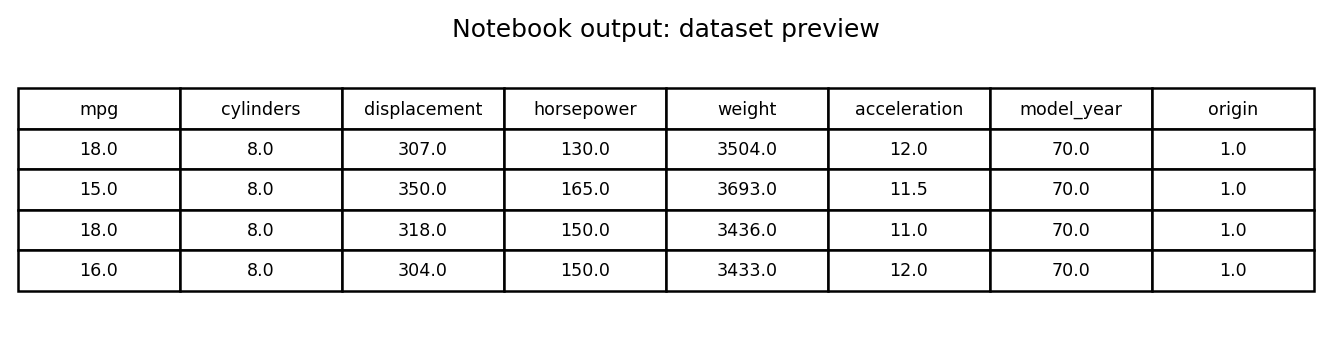 Notebook output: dataset preview
mpg cylinders displacement horsepower weight acceleration model_year origin
18.0 8.0 307.0 130.0 3504.0 12.0 70.0 1.0
15.0 8.0 350.0 165.0 3693.0 11.5 70.0 1.0
18.0 8.0 318.0 150.0 3436.0 11.0 70.0 1.0
16.0 8.0 304.0 150.0 3433.0 12.0 70.0 1.0